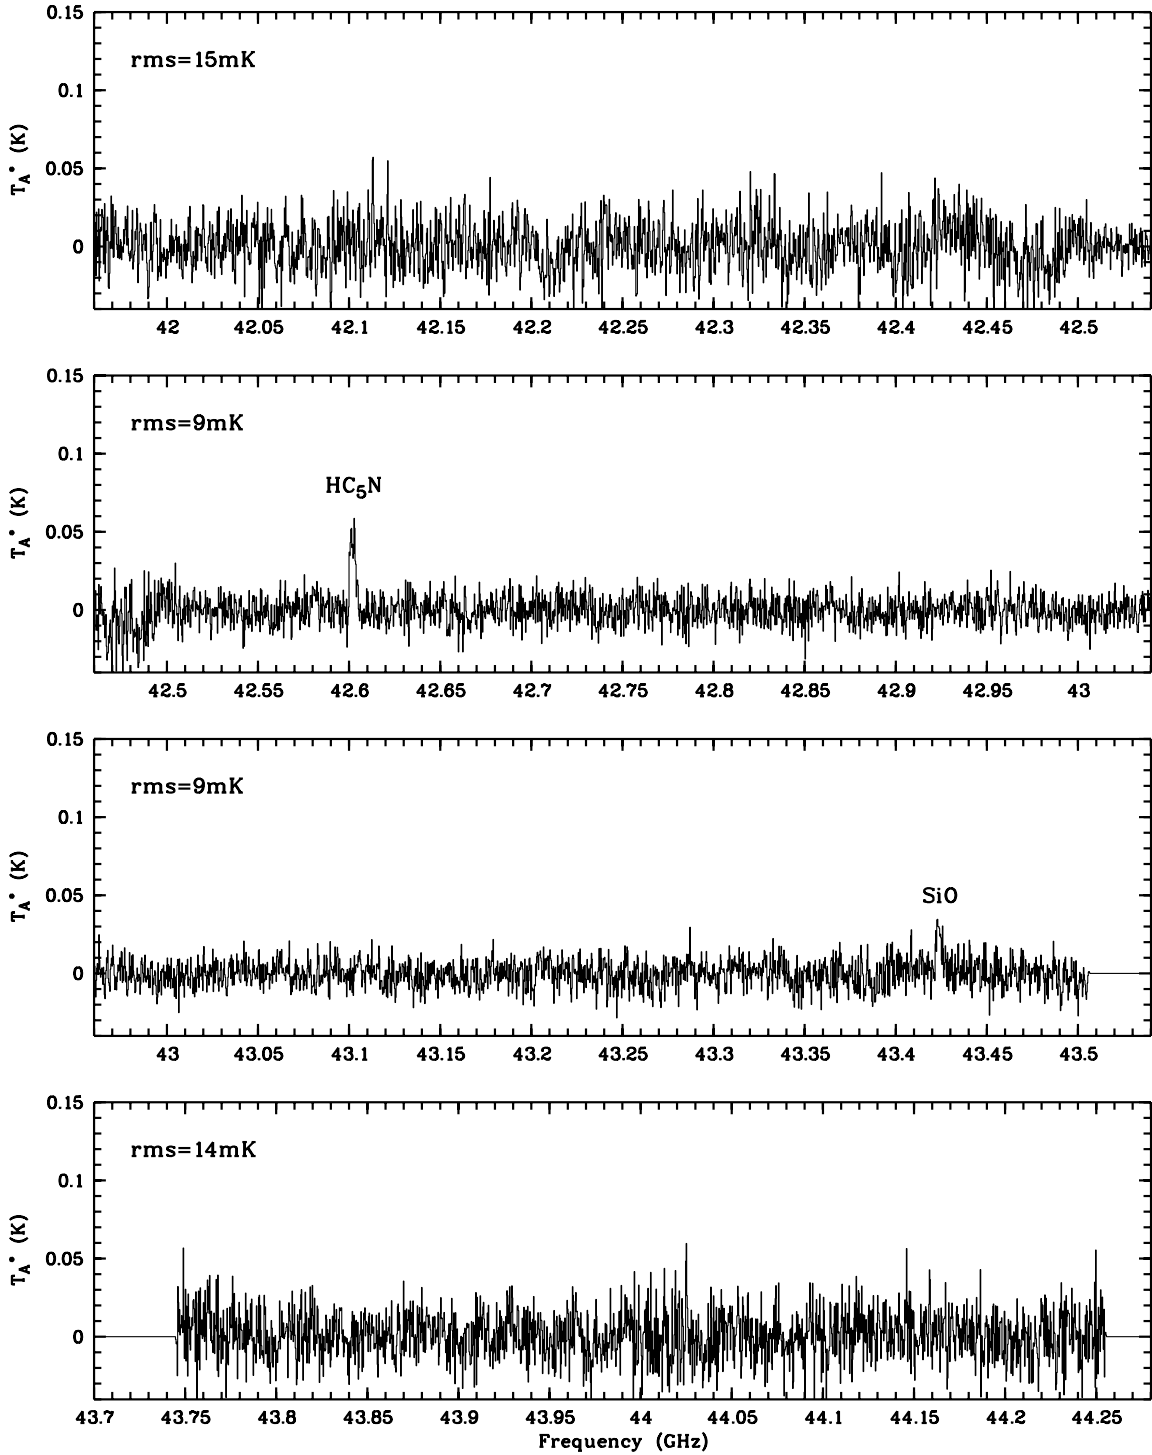 0.15
rms=15mK
0.1
T_A* (K)
0.05
0
42 42.05 42.1 42.15 42.2 42.25 42.3 42.35 42.4 42.45 42.5
0.15
rms=9mK
0.1
HC5N
T_A* (K)
0.05
0
42.5 42.55 42.6 42.65 42.7 42.75 42.8 42.85 42.9 42.95 43
0.15
rms=9mK
0.1
T_A* (K)
SiO
0.05
0
43 43.05 43.1 43.15 43.2 43.25 43.3 43.35 43.4 43.45 43.5
0.15
rms=14mK
0.1
T_A* (K)
0.05
0
43.7 43.75 43.8 43.85 43.9 43.95 44 44.05 44.1 44.15 44.2 44.25
Frequency (GHz)